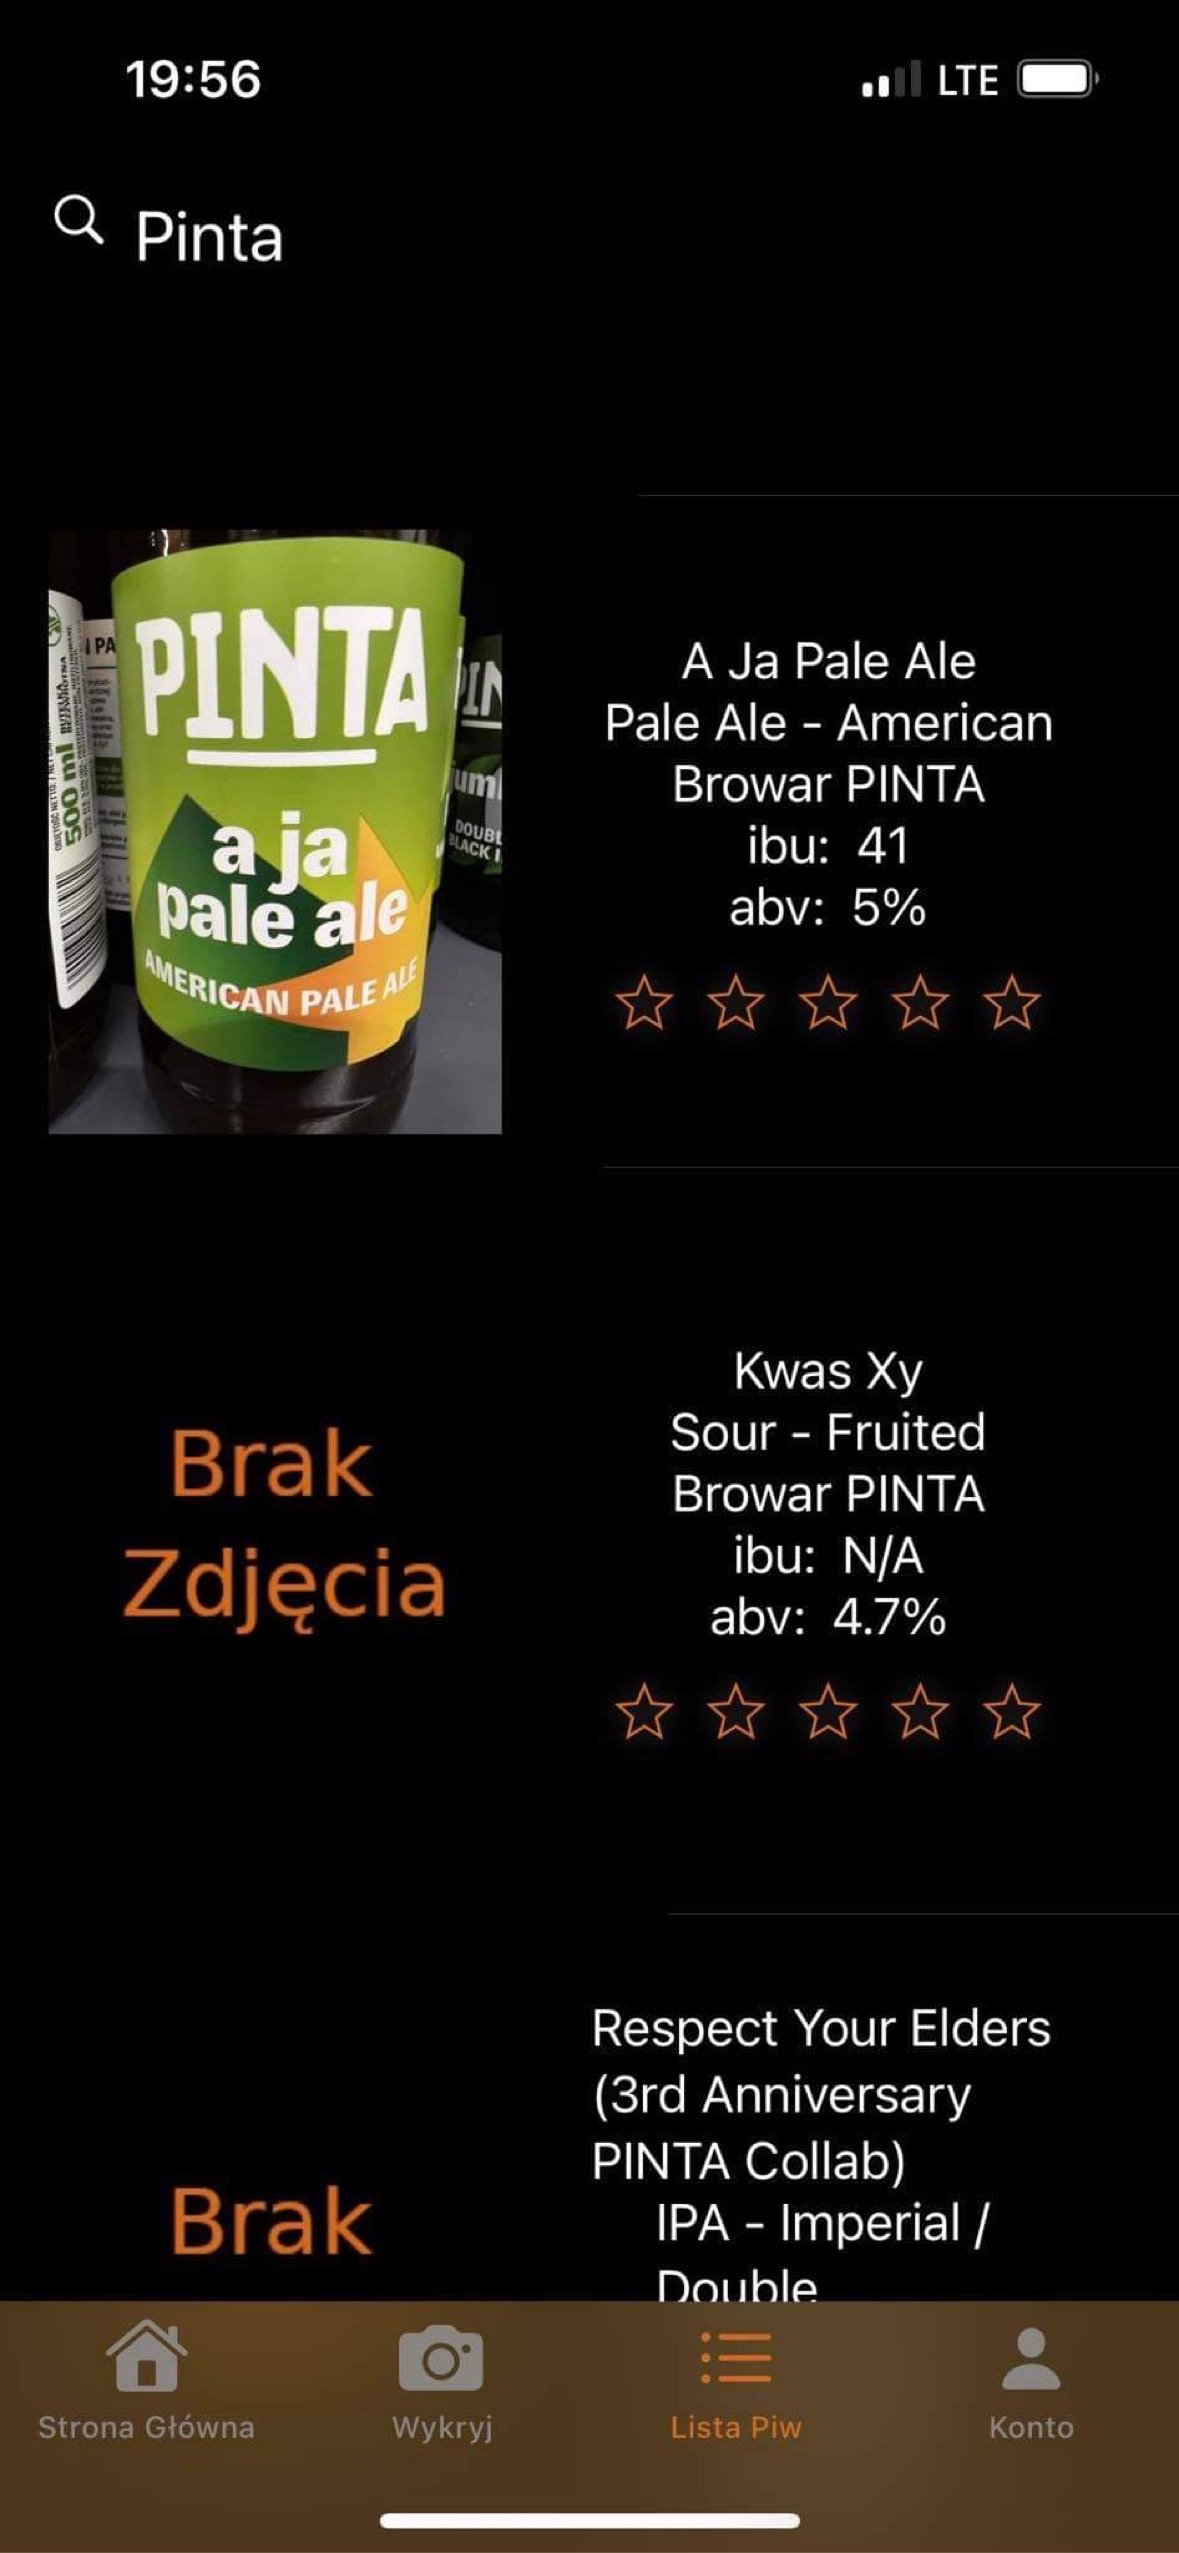 19:56
LTE
Pinta
PINTA
a ja
pale ale
AMERICAN PALE ALE
500 ml
A Ja Pale Ale
Pale Ale - American
Browar PINTA
ibu: 41
abv: 5%
Brak
Zdjęcia
Kwas Xy
Sour - Fruited
Browar PINTA
ibu: N/A
abv: 4.7%
Brak
Respect Your Elders
(3rd Anniversary
PINTA Collab)
IPA - Imperial /
Double
Strona Główna
Wykryj
Lista Piw
Konto